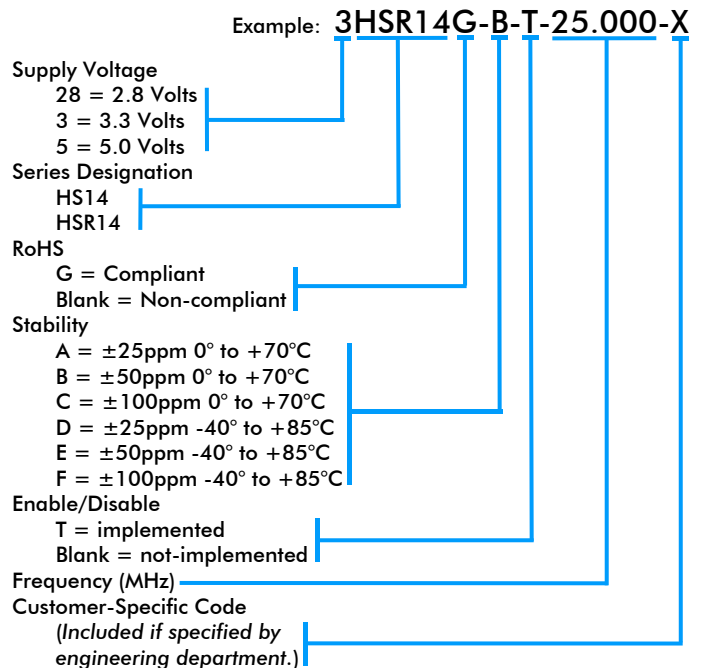 Example: 3HSR14G-B-T-25.000-X
Supply Voltage
28 = 2.8 Volts
3 = 3.3 Volts
5 = 5.0 Volts
Series Designation
HS14
HSR14
RoHS
G = Compliant
Blank = Non-compliant
Stability
A = ±25ppm 0° to +70°C
B = ±50ppm 0° to +70°C
C = ±100ppm 0° to +70°C
D = ±25ppm -40° to +85°C
E = ±50ppm -40° to +85°C
F = ±100ppm -40° to +85°C
Enable/Disable
T = implemented
Blank = not-implemented
Frequency (MHz)
Customer-Specific Code
(Included if specified by
engineering department.)